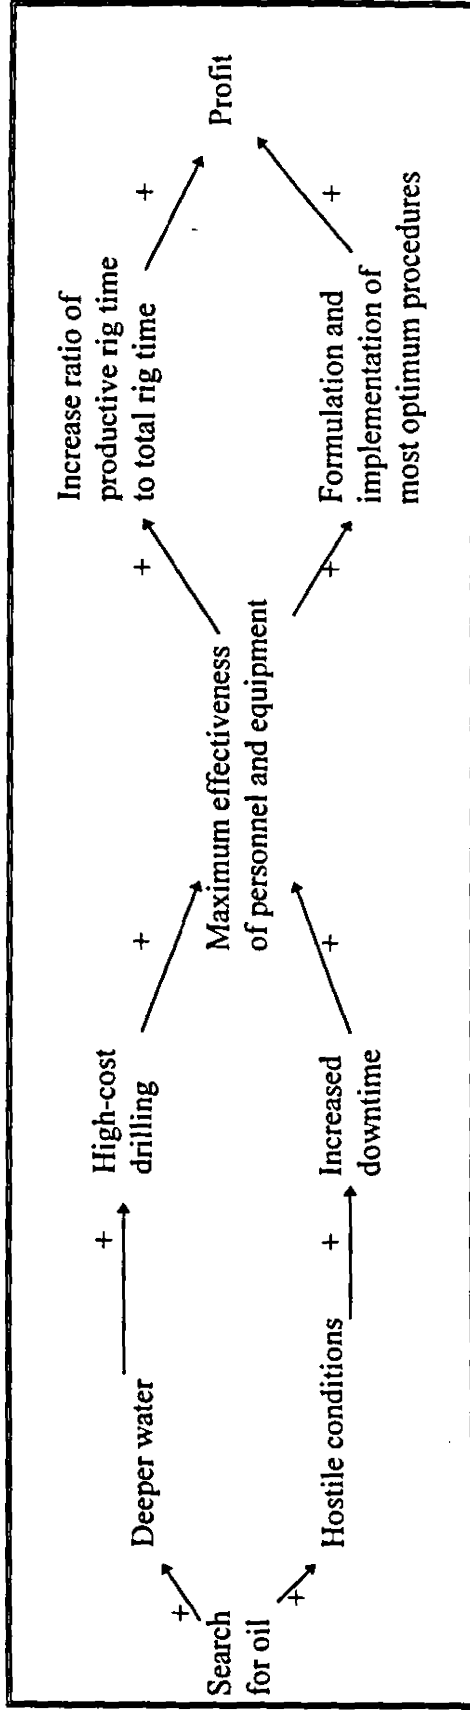 Search
for oil
+
+
Deeper water
Hostile conditions
+
+
High-cost
drilling
Increased
downtime
+
+
Maximum effectiveness
of personnel and equipment
+
+
Increase ratio of
productive rig time
to total rig time
Formulation and
implementation of
most optimum procedures
+
+
Profit